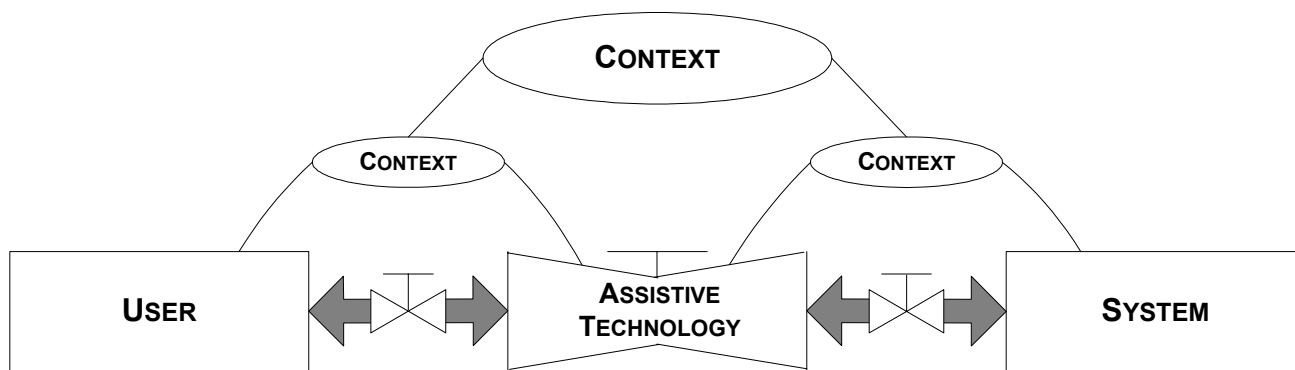 CONTEXT
CONTEXT
CONTEXT
USER
ASSISTIVE
TECHNOLOGY
SYSTEM